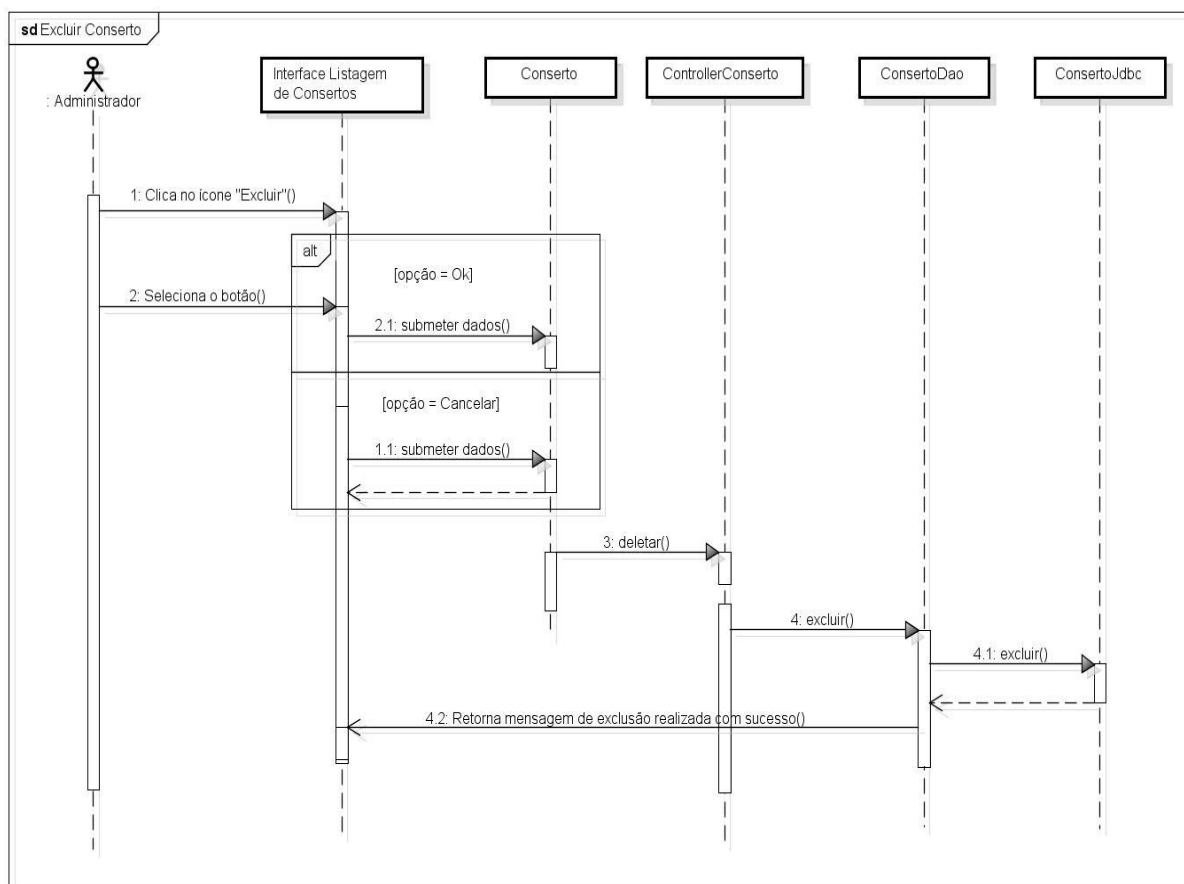 sd Excluir Conserto
: Administrador
Interface Listagem
de Consertos
Conserto
ControllerConserto
ConsertoDao
ConsertoJdbc
1: Clica no ícone "Excluir"()
alt
[opção = Ok]
2: Seleciona o botão()
2.1: submeter dados()
[opção = Cancelar]
1.1: submeter dados()
3: deletar()
4: excluir()
4.1: excluir()
4.2: Retorna mensagem de exclusão realizada com sucesso()